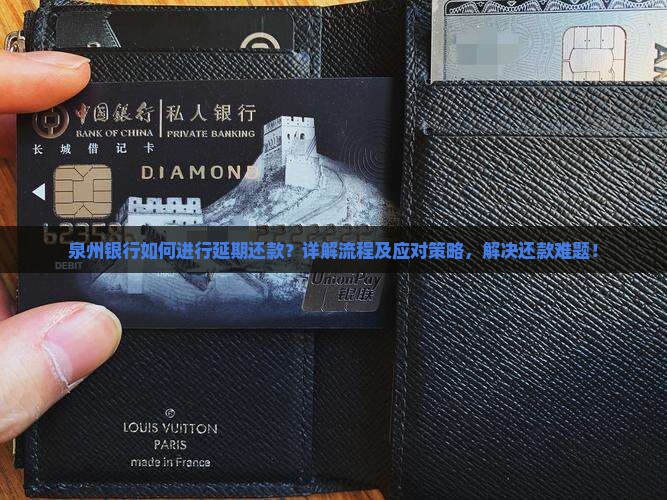 中国银行 私人银行
BANK OF CHINA PRIVATE BANKING
长城借记卡
DIAMOND
泉州银行如何进行延期还款？详解流程及应对策略，解决还款难题！
DEBIT
UnionPay
银联
LOUIS VUITTON
PARIS
made in France